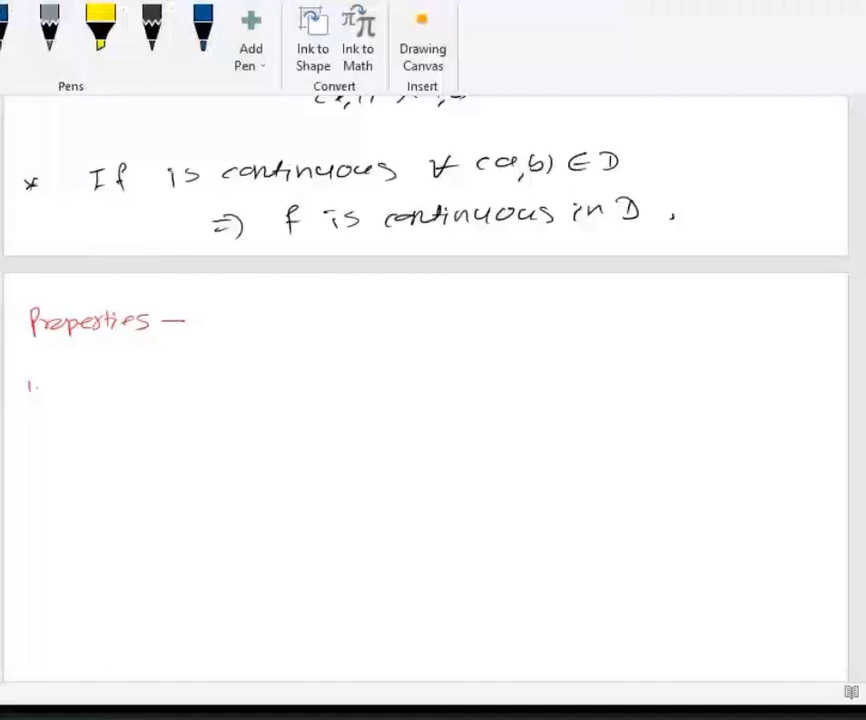 Add Pen
Ink to Shape
Ink to Math
Drawing Canvas
Pens
Convert
Insert
* If is continuous ∀ (a,b) ∈ D
⇒ f is continuous in D.
Properties —
1.